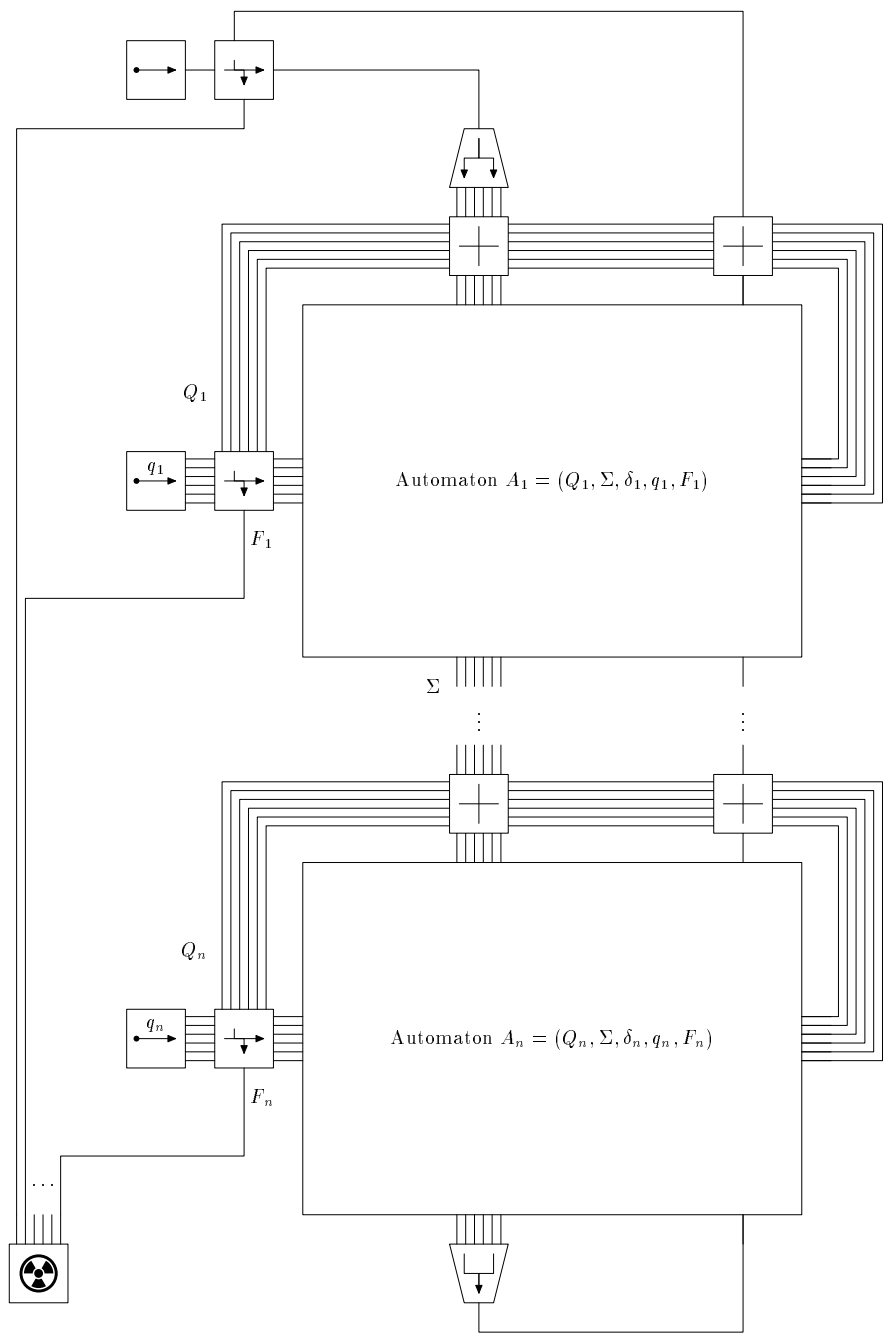 Q₁
q₁
Automaton A₁ = (Q₁, Σ, δ₁, q₁, F₁)
F₁
Σ
⋮ ⋮
Qₙ
qₙ
Automaton Aₙ = (Qₙ, Σ, δₙ, qₙ, Fₙ)
Fₙ
...